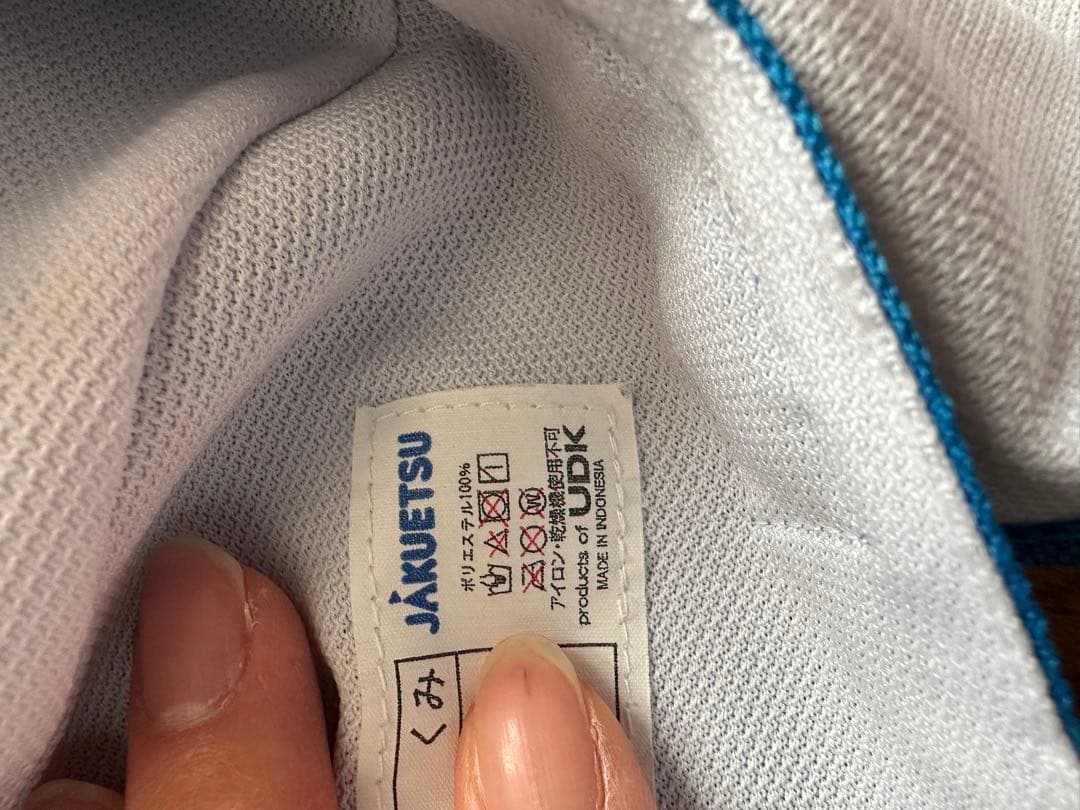 JAKUETSU
ポリエステル100%
アイロン・乾燥機使用不可
products of UDK
MADE IN INDONESIA
くみ